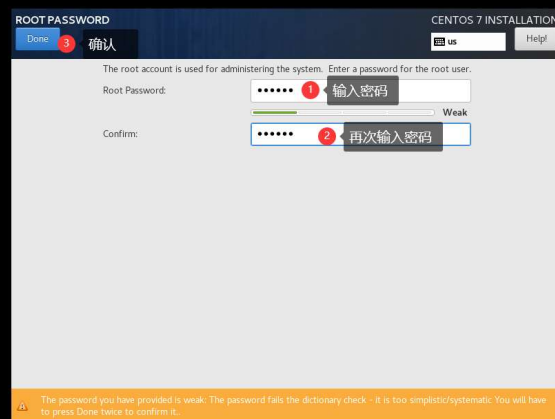 ROOT PASSWORD
CENTOS 7 INSTALLATION
Done
3 确认
us
Help!
The root account is used for administering the system. Enter a password for the root user.
Root Password:
••••••
1 输入密码
Weak
Confirm:
••••••
2 再次输入密码
The password you have provided is weak: The password fails the dictionary check - it is too simplistic/systematic You will have
to press Done twice to confirm it..